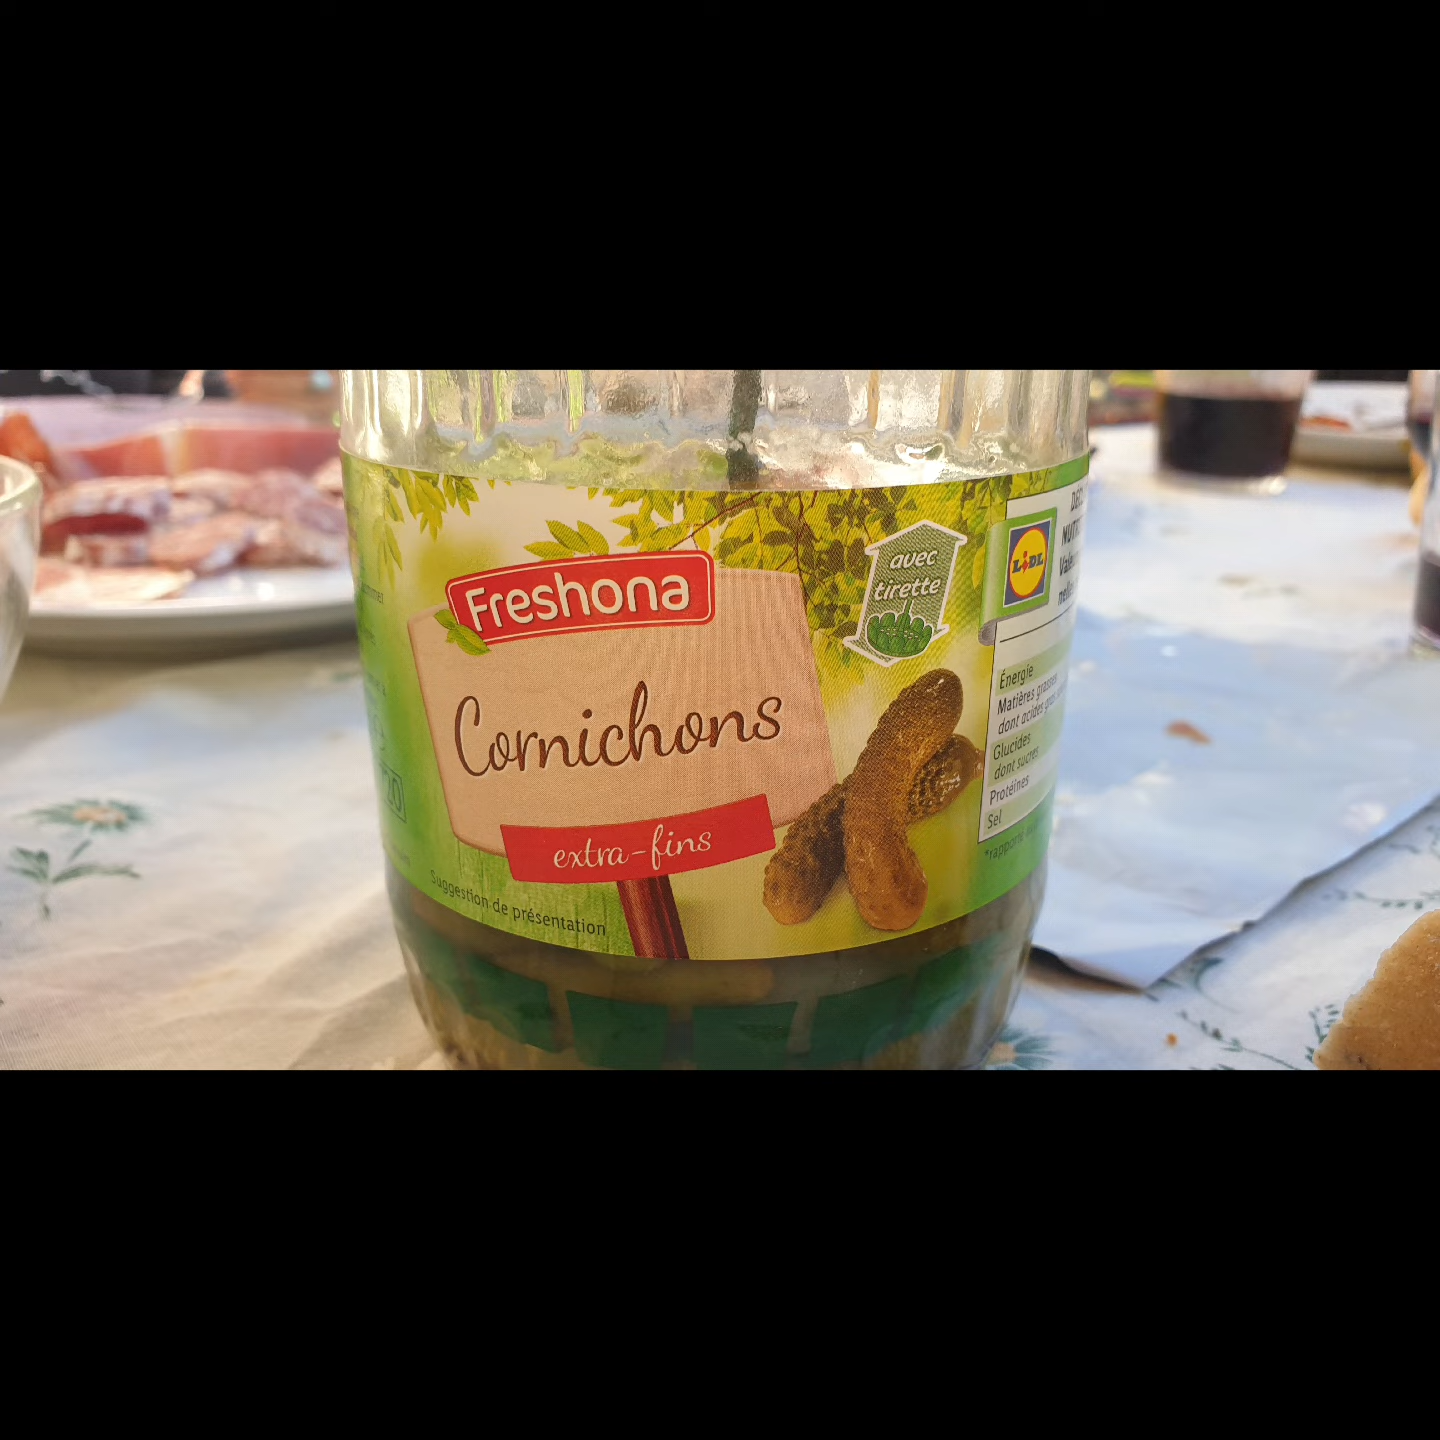 Freshona
Cornichons
extra-fins
Suggestion de présentation
avec
tirette
LIDL
Énergie
Matières grasses
dont acides
Glucides
dont sucres
Protéines
Sel